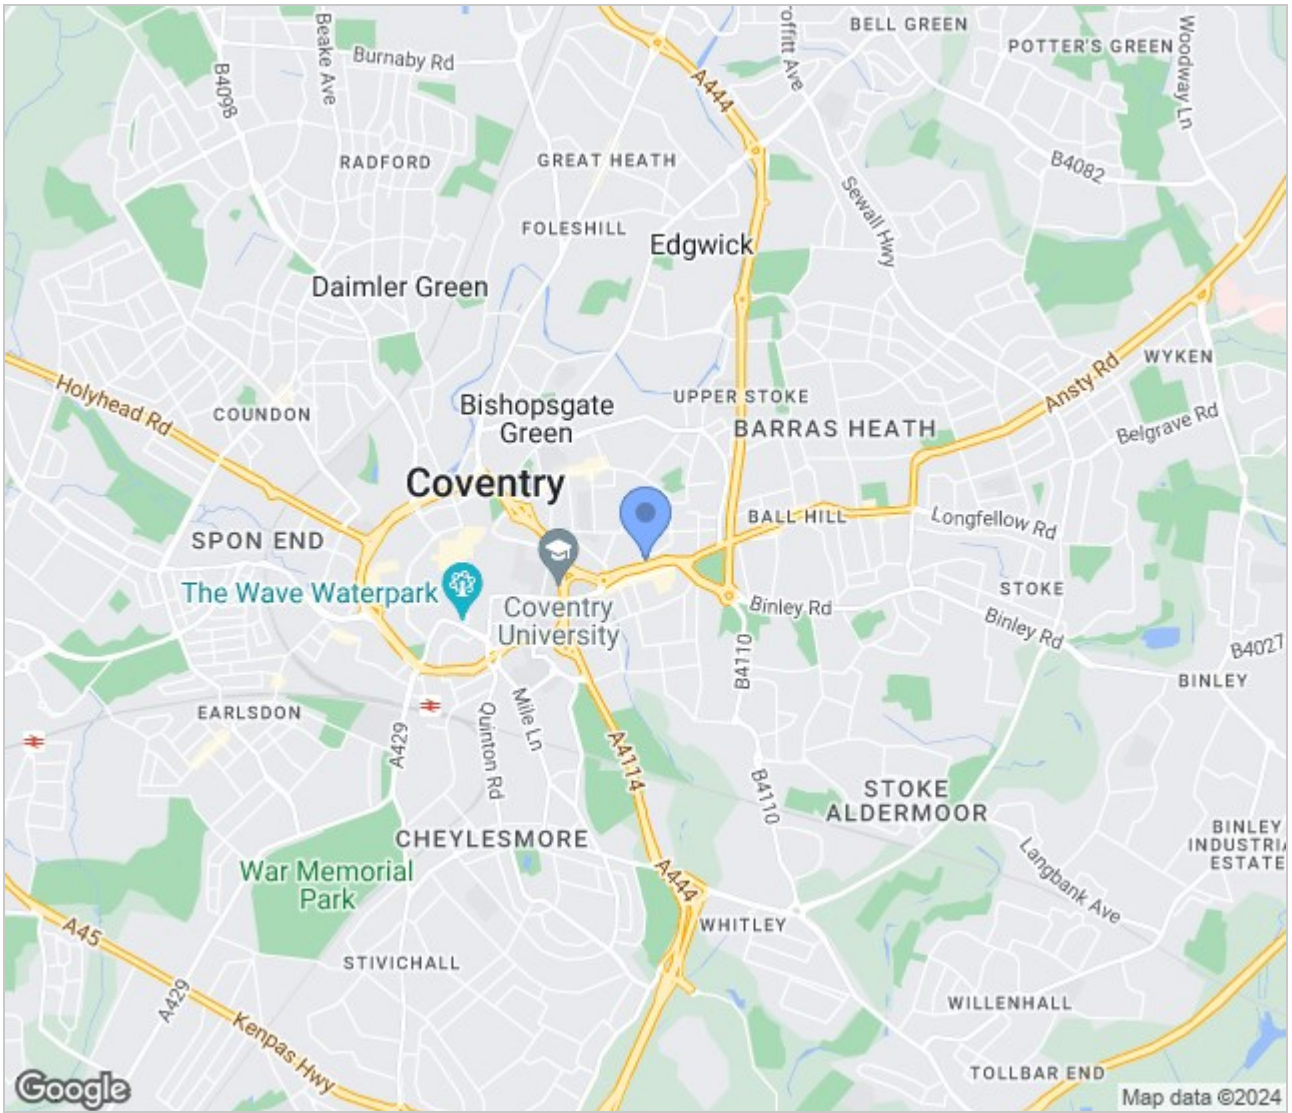 BELL GREEN
POTTER'S GREEN
Woodway Ln
Beake Ave
Burnaby Rd
B4098
A444
RADFORD
GREAT HEATH
B4082
Sewall Hwy
FOLESHILL
Edgwick
Daimler Green
WYKEN
Ansty Rd
Holyhead Rd
COUNDON
UPPER STOKE
Bishopsgate
Green
BARRAS HEATH
Belgrave Rd
Coventry
BALL HILL
Longfellow Rd
SPON END
The Wave Waterpark
Coventry
University
Binley Rd
STOKE
Binley Rd
B4027
B4110
BINLEY
EARLSDON
A429
Quinton Rd
Mile Ln
A4114
B4110
STOKE
ALDERMOOR
CHEYLESMORE
BINLEY
ESTATE
War Memorial
Park
Langbank Ave
A444
WHITLEY
A45
STIVICHALL
A429
WILLENHALL
Kenpas Hwy
TOLLBAR END
Google
Map data ©2024